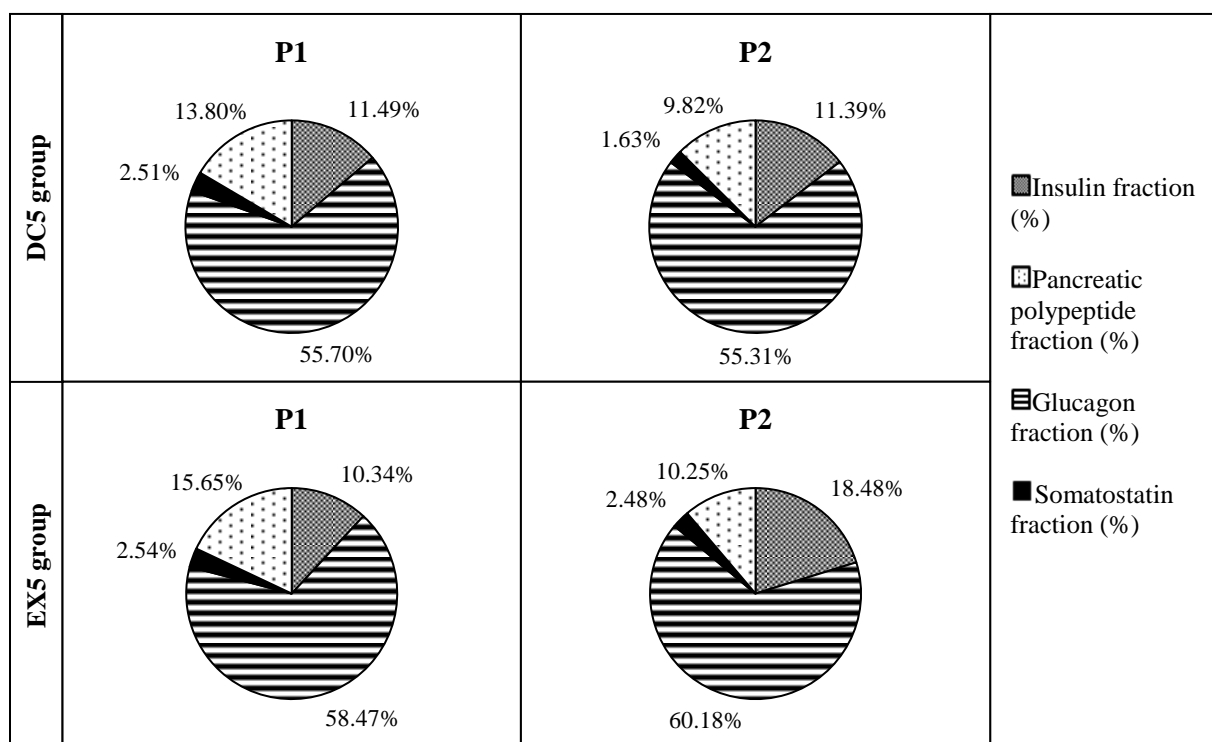 P1
P2
DC5 group
13.80%
11.49%
2.51%
55.70%
9.82%
11.39%
1.63%
55.31%
P1
P2
EX5 group
15.65%
10.34%
2.54%
58.47%
10.25%
18.48%
2.48%
60.18%
Insulin fraction
(%)
Pancreatic
polypeptide
fraction (%)
Glucagon
fraction (%)
Somatostatin
fraction (%)